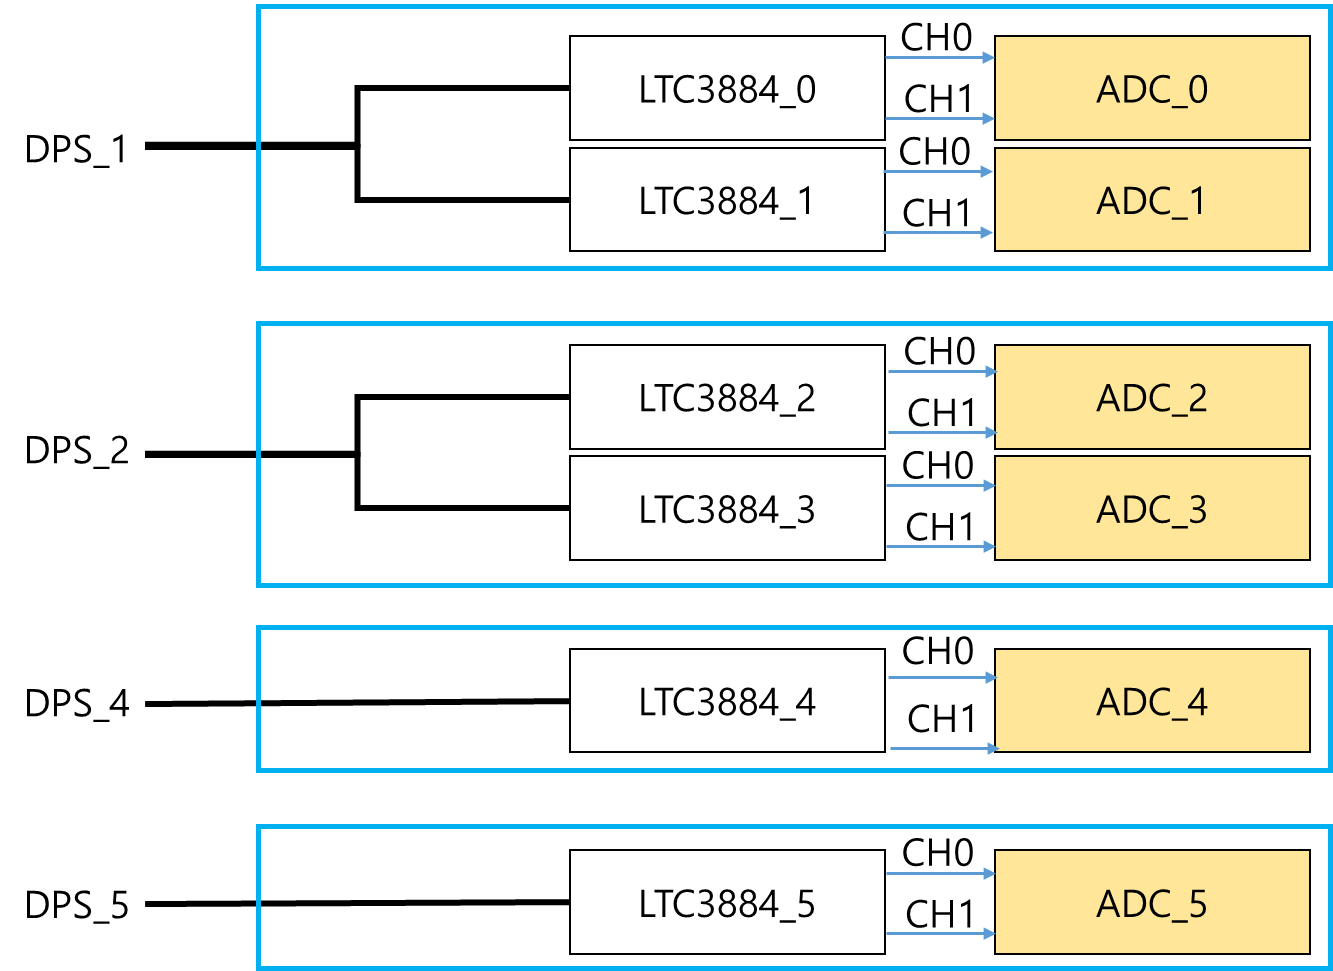 CH0
LTC3884_0
ADC_0
CH1
DPS_1
CH0
LTC3884_1
ADC_1
CH1
CH0
LTC3884_2
ADC_2
CH1
DPS_2
CH0
LTC3884_3
ADC_3
CH1
CH0
DPS_4
LTC3884_4
ADC_4
CH1
CH0
DPS_5
LTC3884_5
ADC_5
CH1